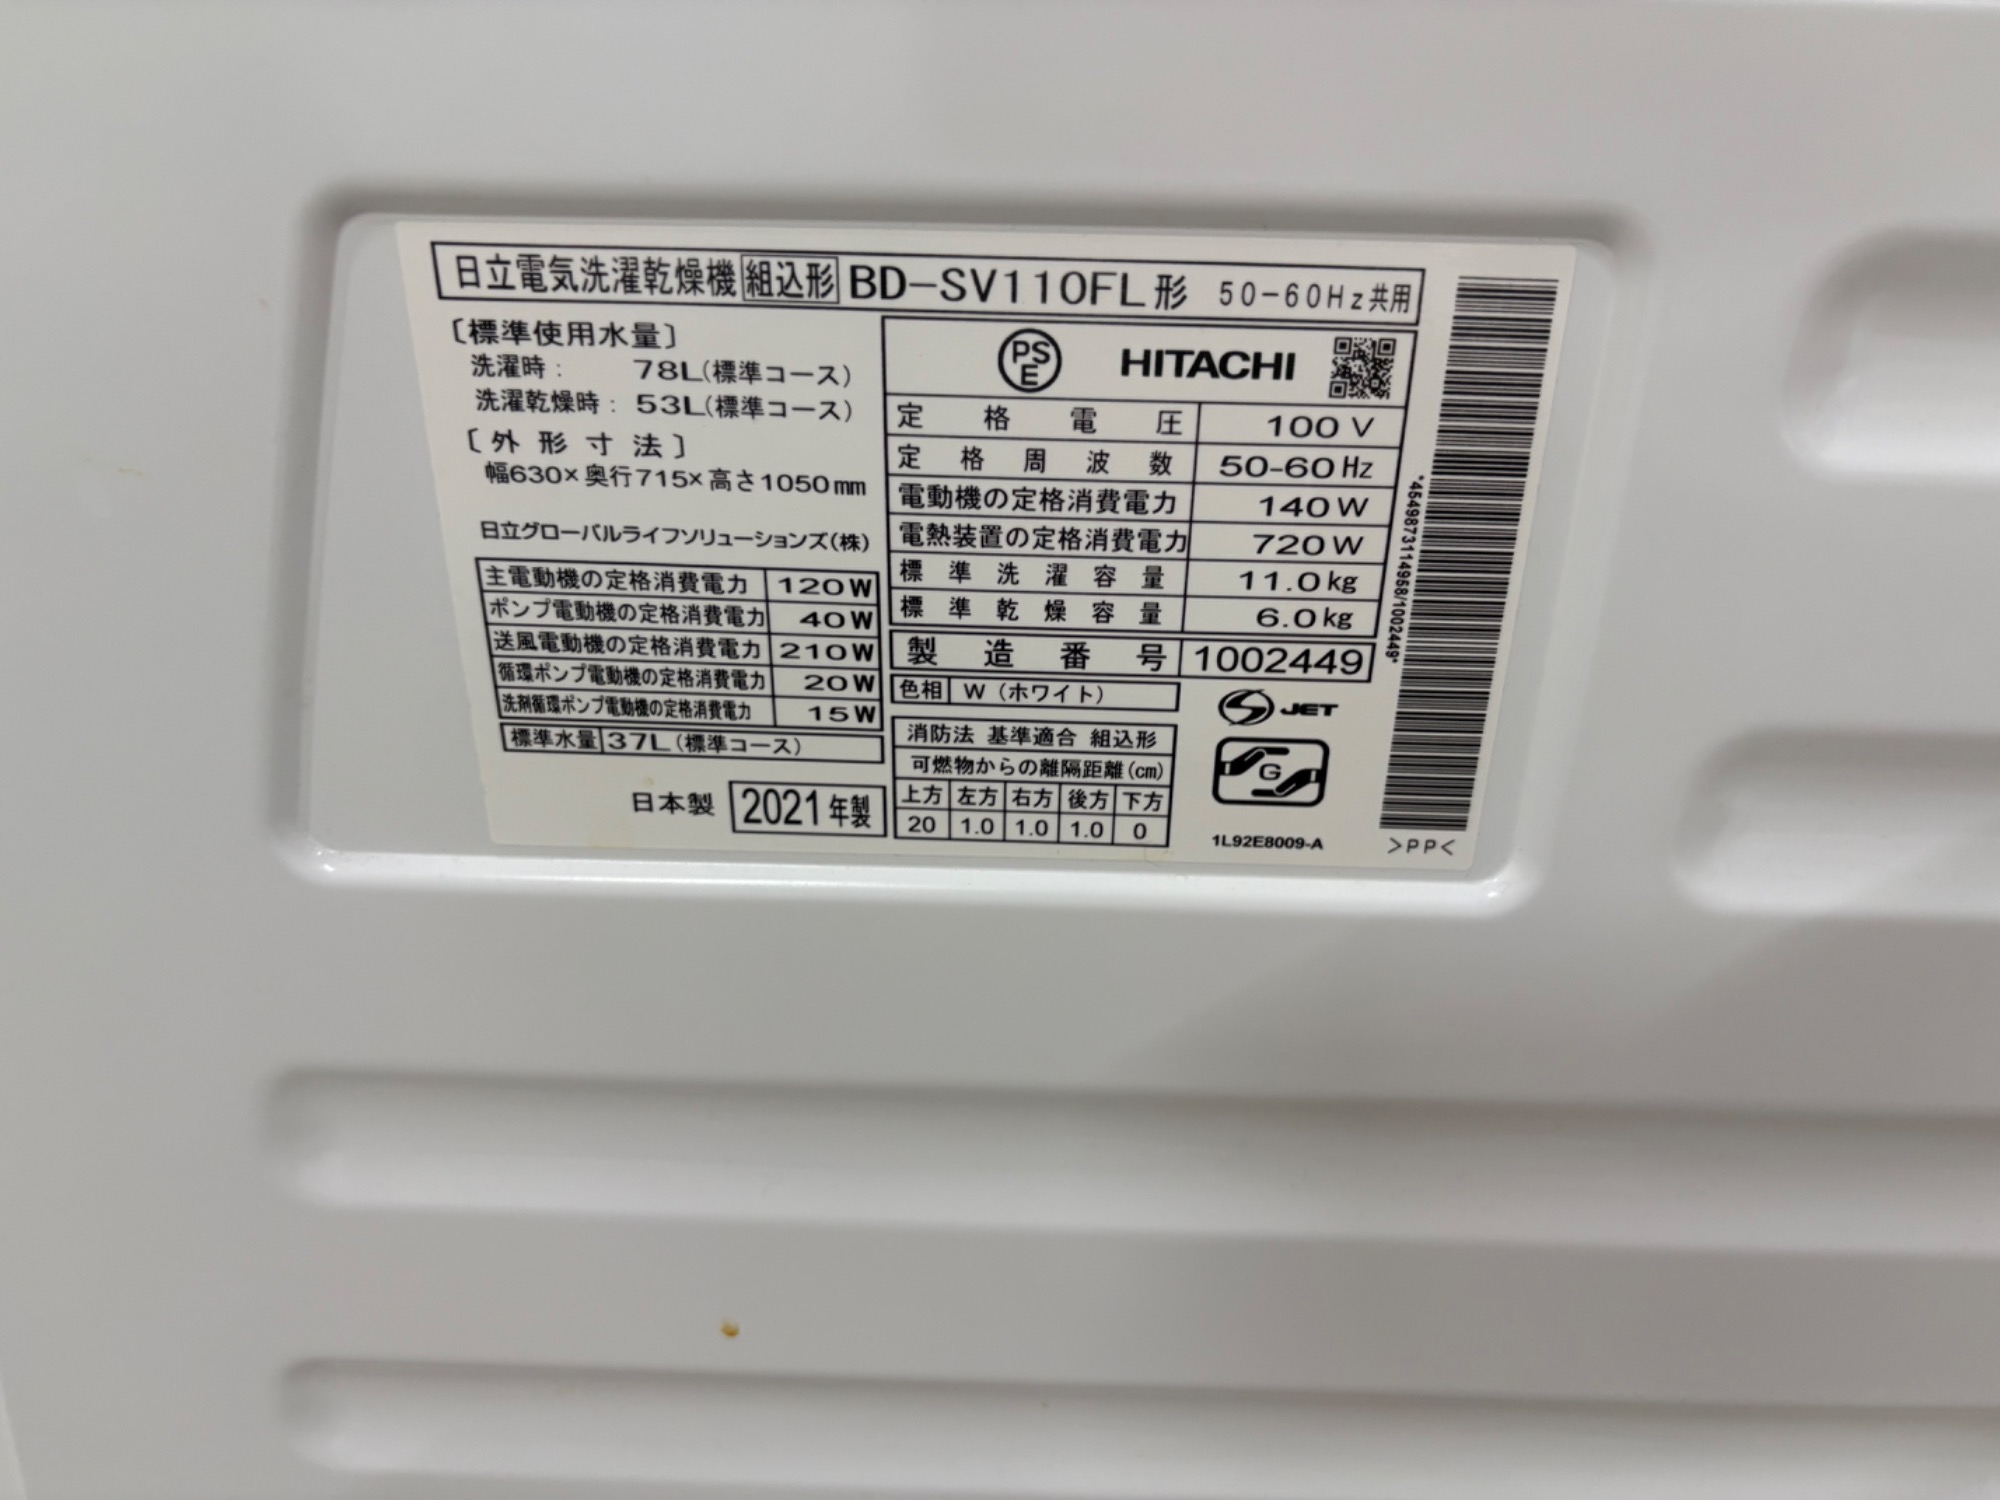 日立電気洗濯乾燥機 組込形 BD-SV110FL形 50-60Hz共用
〔標準使用水量〕
洗濯時: 78L(標準コース)
洗濯乾燥時: 53L(標準コース)
〔外形寸法〕
幅630×奥行715×高さ1050mm
日立グローバルライフソリューションズ(株)
主電動機の定格消費電力 120W
ポンプ電動機の定格消費電力 40W
送風電動機の定格消費電力 210W
循環ポンプ電動機の定格消費電力 20W
洗剤循環ポンプ電動機の定格消費電力 15W
標準水量 37L(標準コース)
日本製 2021年製
PS
E
HITACHI
定格電圧 100V
定格周波数 50-60Hz
電動機の定格消費電力 140W
電熱装置の定格消費電力 720W
標準洗濯容量 11.0kg
標準乾燥容量 6.0kg
製造番号 1002449
色相 W(ホワイト)
消防法 基準適合 組込形
可燃物からの離隔距離(cm)
上方 左方 右方 後方 下方
20 1.0 1.0 1.0 0
JET
G
1L92E8009-A
>PP<
*4549873114958/1002449*